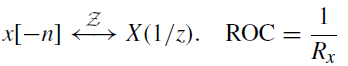 x[−n] ⟷^𝒵 X(1/z). ROC = 1/R_x